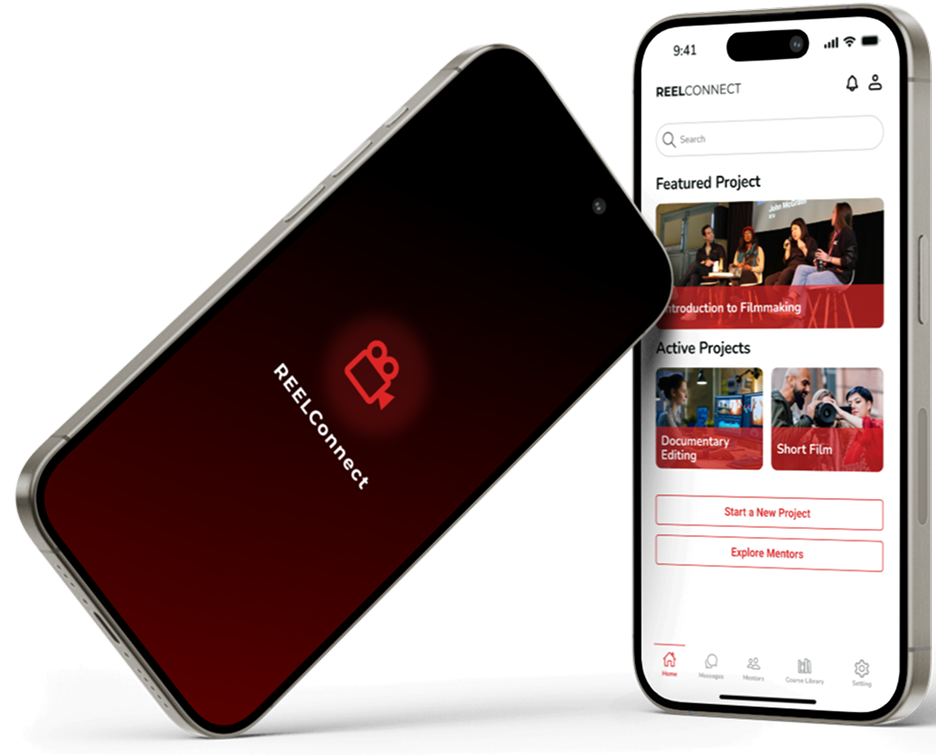 REELConnect
9:41
REELCONNECT
Search
Featured Project
John McGrath
Introduction to Filmmaking
Active Projects
Documentary
Editing
Short Film
Start a New Project
Explore Mentors
Home
Messages
Mentors
Course Library
Setting